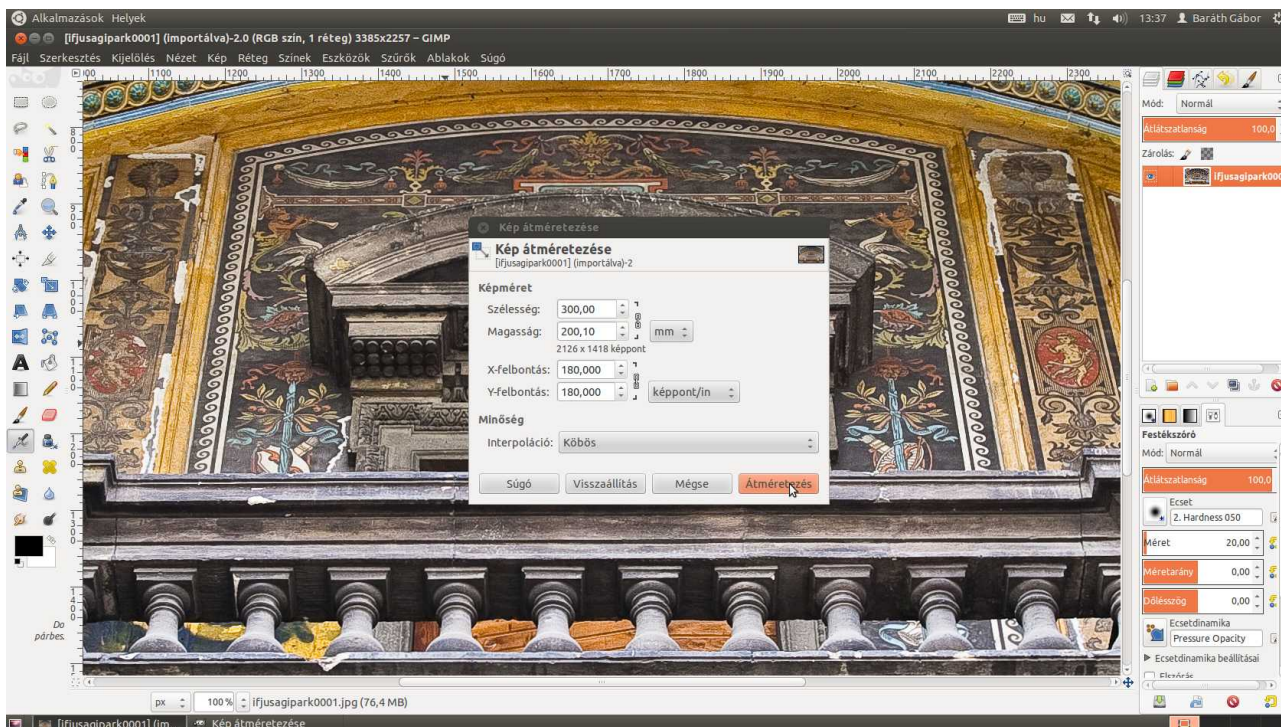 Alkalmazások Helyek
hu 13:37 Baráth Gábor
[ifjusagipark0001] (importálva)-2.0 (RGB szín, 1 réteg) 3385x2257 – GIMP
Fájl Szerkesztés Kijelölés Nézet Kép Réteg Színek Eszközök Szűrők Ablakok Súgó
1100 1200 1300 1400 1500 1600 1700 1800 1900 2000 2100 2200 2300
Mód: Normál
Átlátszatlanság 100,0
Zárolás:
ifjusagipark000
Kép átméretezése
Kép átméretezése
[ifjusagipark0001] (importálva)-2
Képméret
Szélesség: 300,00
Magasság: 200,10 mm
2126 x 1418 képpont
X-felbontás: 180,000
Y-felbontás: 180,000 képpont/in
Minőség
Interpoláció: Köbös
Súgó Visszaállítás Mégse Átméretezés
Festékszóró
Mód: Normál
Átlátszatlanság 100,0
Ecset
2. Hardness 050
Méret 20,00
Méretarány 0,00
Dőlésszög 0,00
Ecsetdinamika
Pressure Opacity
Ecsetdinamika beállításai
Elszórás
Do
párbes.
px 100 % ifjusagipark0001.jpg (76,4 MB)
[ifjusagipark0001] (im... Kép átméretezése